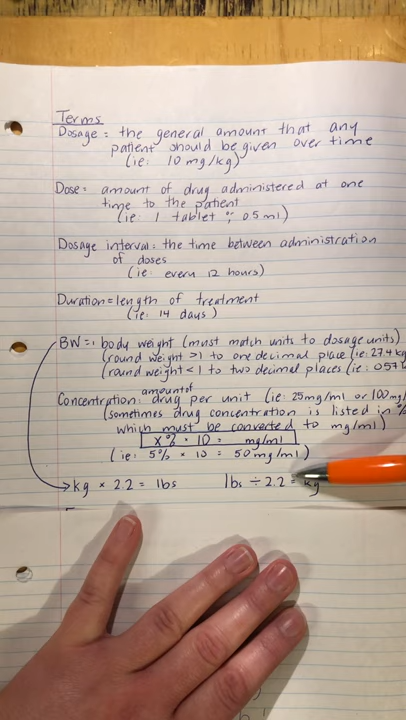 Terms
Dosage = the general amount that any
patient should be given over time
(ie: 10 mg/kg)
Dose = amount of drug administered at one
time to the patient
(ie: 1 tablet ; 0.5 ml)
Dosage interval: the time between administration
of doses
(ie: every 12 hours)
Duration = length of treatment
(ie: 14 days)
BW = body weight (must match units to dosage units)
(round weight >1 to one decimal place (ie: 27.4 kg
(round weight <1 to two decimal places (ie: 0.57
Concentration: amount of drug per unit (ie: 25mg/ml or 100mg/
(sometimes drug concentration is listed in %
which must be converted to mg/ml)
X% * 10 = mg/ml
(ie: 5% * 10 = 50mg/ml)
kg * 2.2 = lbs lbs ÷ 2.2 = kg